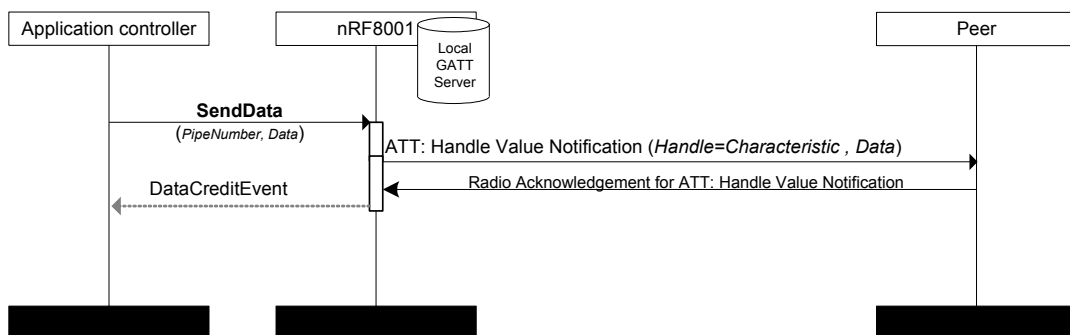 Application controller
nRF8001
Peer
Local
GATT
Server
SendData
(PipeNumber, Data)
ATT: Handle Value Notification (Handle=Characteristic , Data)
Radio Acknowledgement for ATT: Handle Value Notification
DataCreditEvent